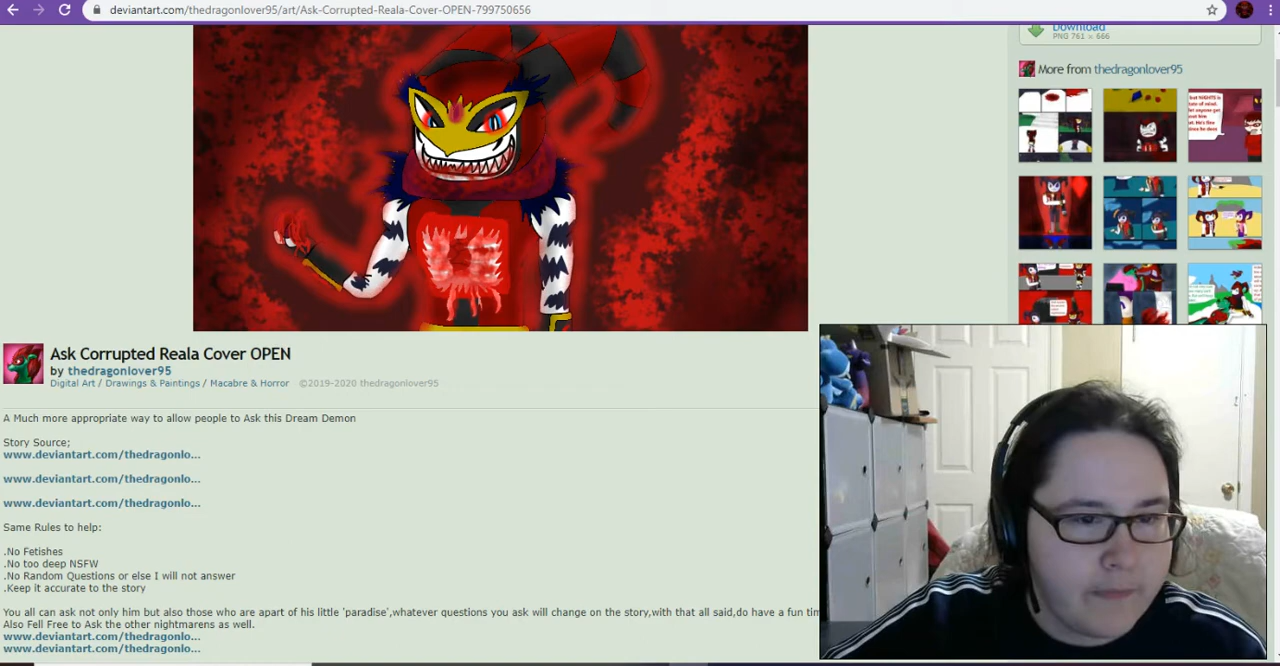 deviantart.com/thedragonlover95/art/Ask-Corrupted-Reala-Cover-OPEN-799750656
Download
PNG 761 × 666
More from thedragonlover95
Ask Corrupted Reala Cover OPEN
by thedragonlover95
Digital Art / Drawings & Paintings / Macabre & Horror ©2019-2020 thedragonlover95
A Much more appropriate way to allow people to Ask this Dream Demon
Story Source;
www.deviantart.com/thedragonlo...
www.deviantart.com/thedragonlo...
www.deviantart.com/thedragonlo...
Same Rules to help:
.No Fetishes
.No too deep NSFW
.No Random Questions or else I will not answer
.Keep it accurate to the story
You all can ask not only him but also those who are apart of his little 'paradise',whatever questions you ask will change on the story,with that all said,do have a fun
Also Fell Free to Ask the other nightmarens as well.
www.deviantart.com/thedragonlo...
www.deviantart.com/thedragonlo...